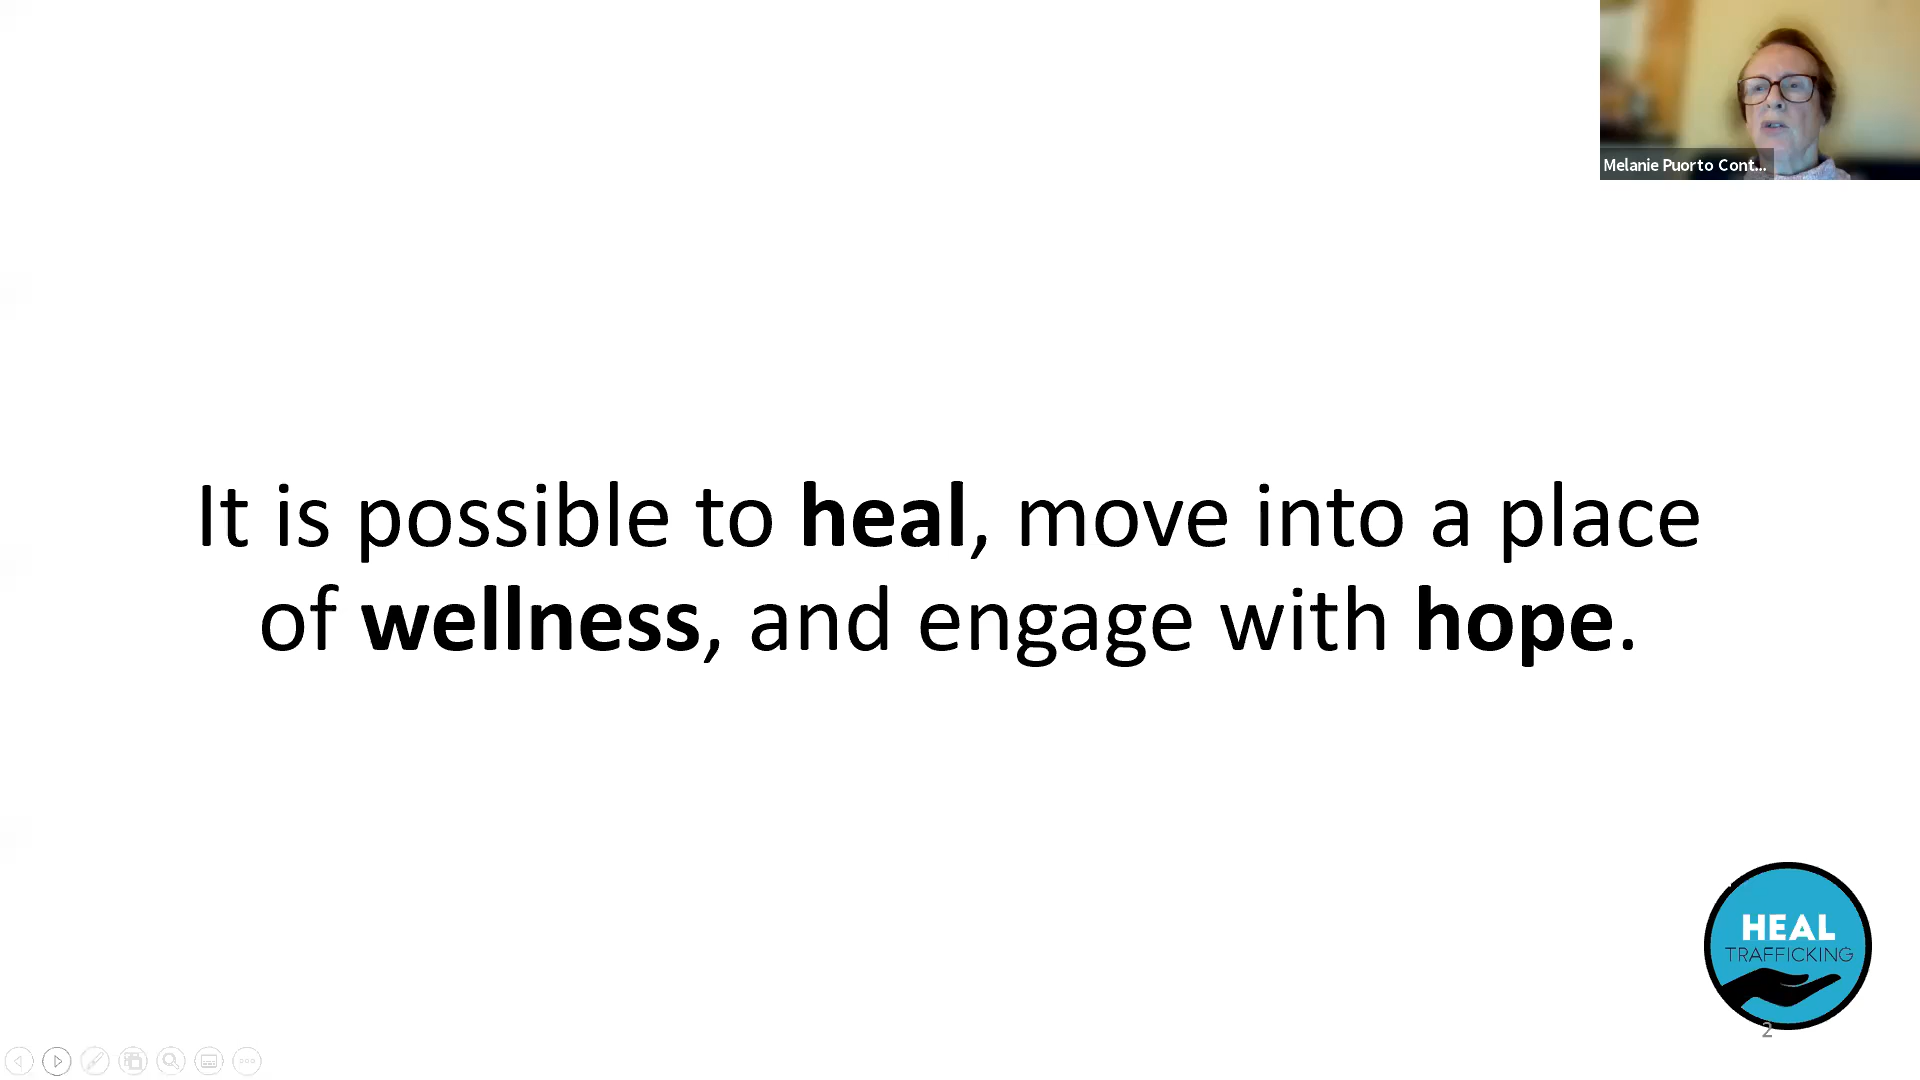 Melanie Puorto Cont...
It is possible to heal, move into a place
of wellness, and engage with hope.
HEAL
TRAFFICKING
2